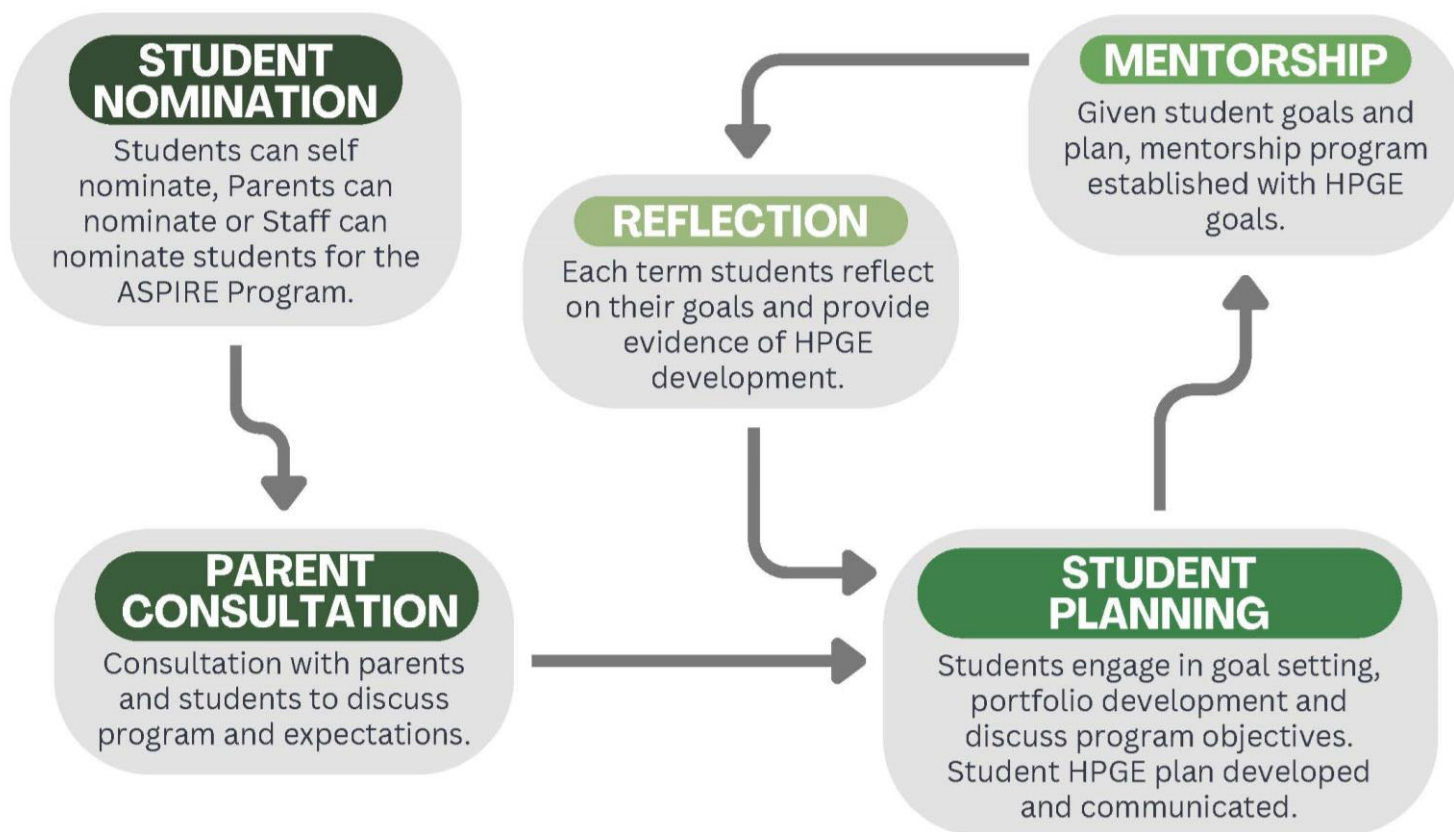 STUDENT
NOMINATION
Students can self
nominate, Parents can
nominate or Staff can
nominate students for the
ASPIRE Program.
PARENT
CONSULTATION
Consultation with parents
and students to discuss
program and expectations.
STUDENT
PLANNING
Students engage in goal setting,
portfolio development and
discuss program objectives.
Student HPGE plan developed
and communicated.
MENTORSHIP
Given student goals and
plan, mentorship program
established with HPGE
goals.
REFLECTION
Each term students reflect
on their goals and provide
evidence of HPGE
development.